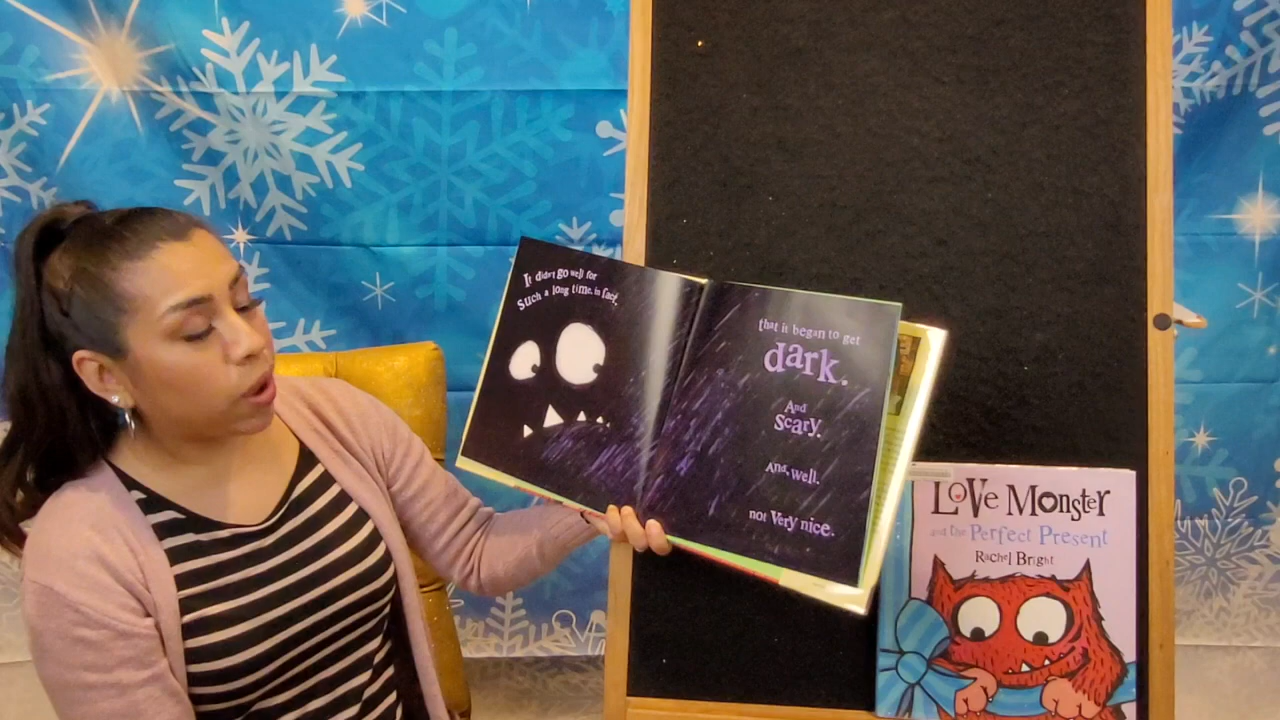 It didn't go well for
such a long time, in fact,
that it began to get
dark.
And
scary.
And, well.
not very nice.
Love Monster
and the Perfect Present
Rachel Bright